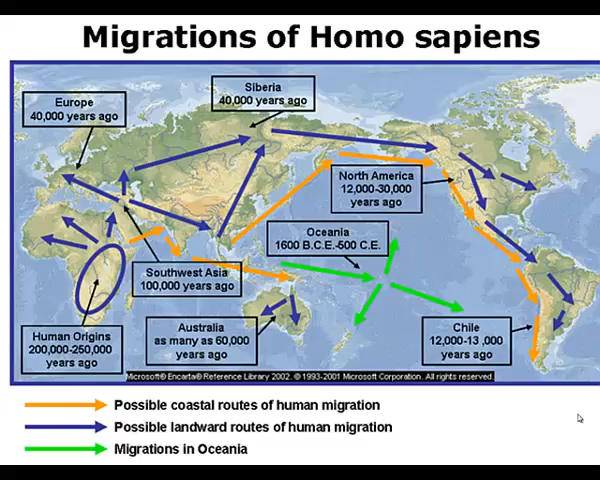 Migrations of Homo sapiens
Siberia
40,000 years ago
Europe
40,000 years ago
North America
12,000-30,000
years ago
Oceania
1600 B.C.E.-500 C.E.
Southwest Asia
100,000 years ago
Human Origins
200,000-250,000
years ago
Australia
as many as 60,000
years ago
Chile
12,000-13 ,000
years ago
Microsoft® Encarta® Reference Library 2002. © 1993-2001 Microsoft Corporation. All rights reserved.
Possible coastal routes of human migration
Possible landward routes of human migration
Migrations in Oceania